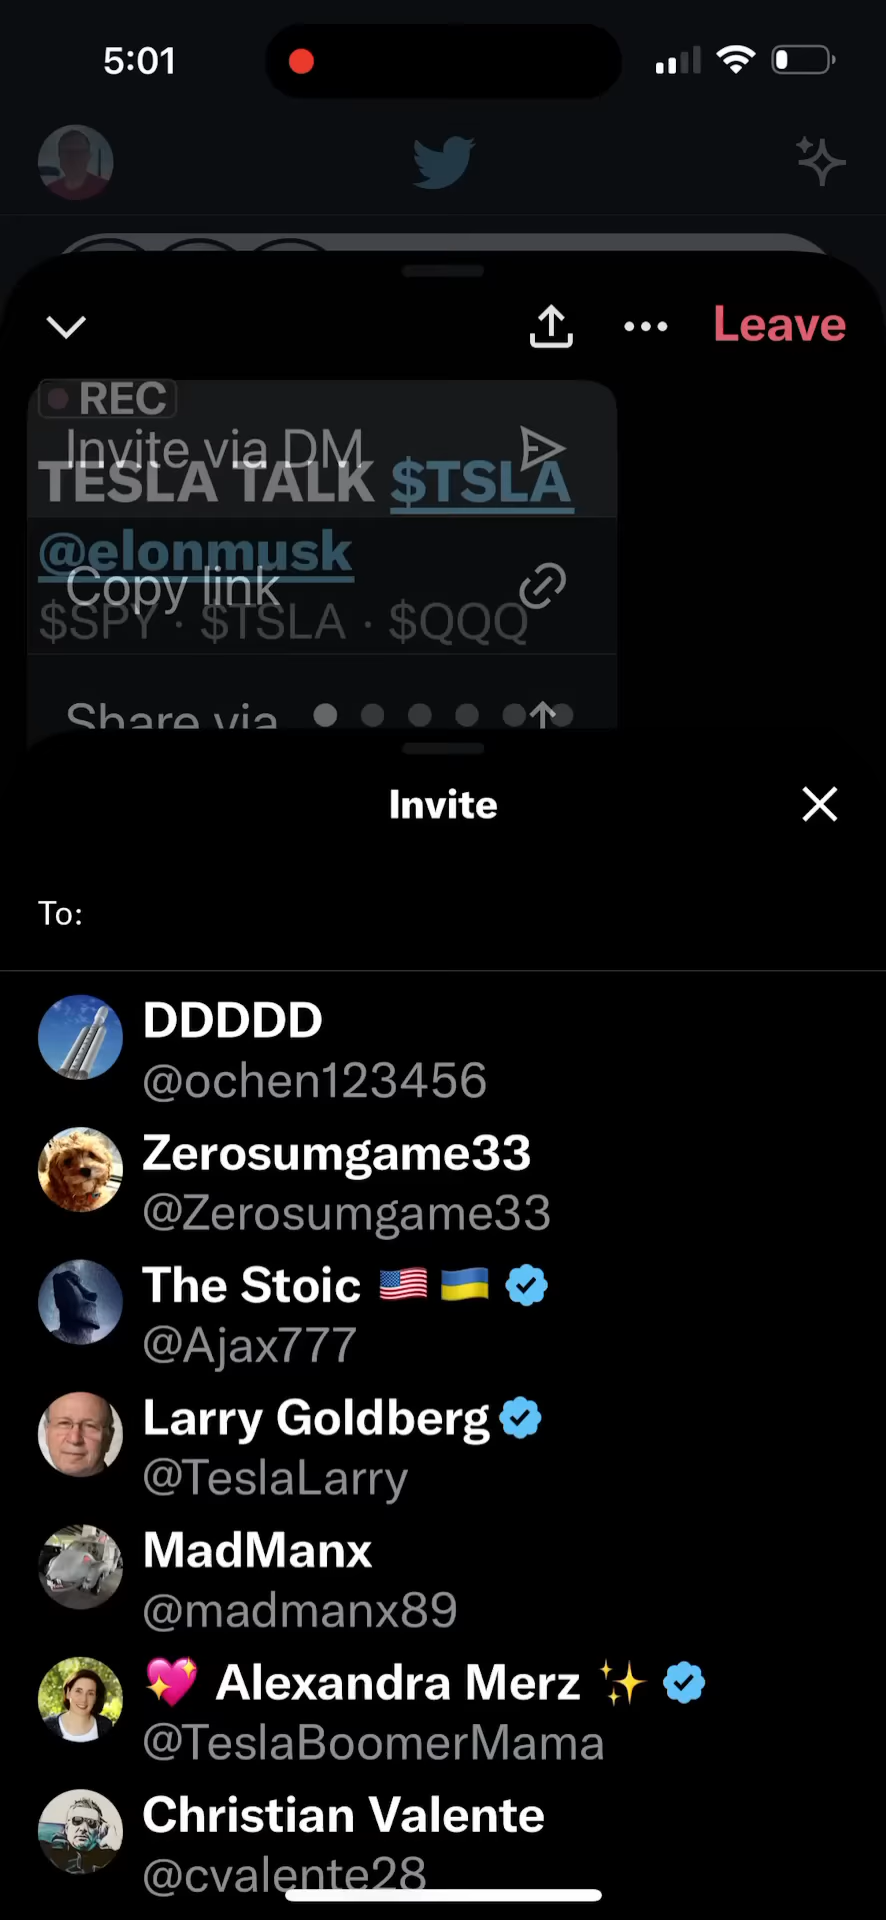 5:01
Leave
REC
Invite via DM
TESLA TALK $TSLA
@elonmusk
Copy link
$SPY · $TSLA · $QQQ
Share via
Invite
To:
DDDDD
@ochen123456
Zerosumgame33
@Zerosumgame33
The Stoic 🇺🇸 🇺🇦
@Ajax777
Larry Goldberg
@TeslaLarry
MadManx
@madmanx89
💖 Alexandra Merz ✨
@TeslaBoomerMama
Christian Valente
@cvalente28